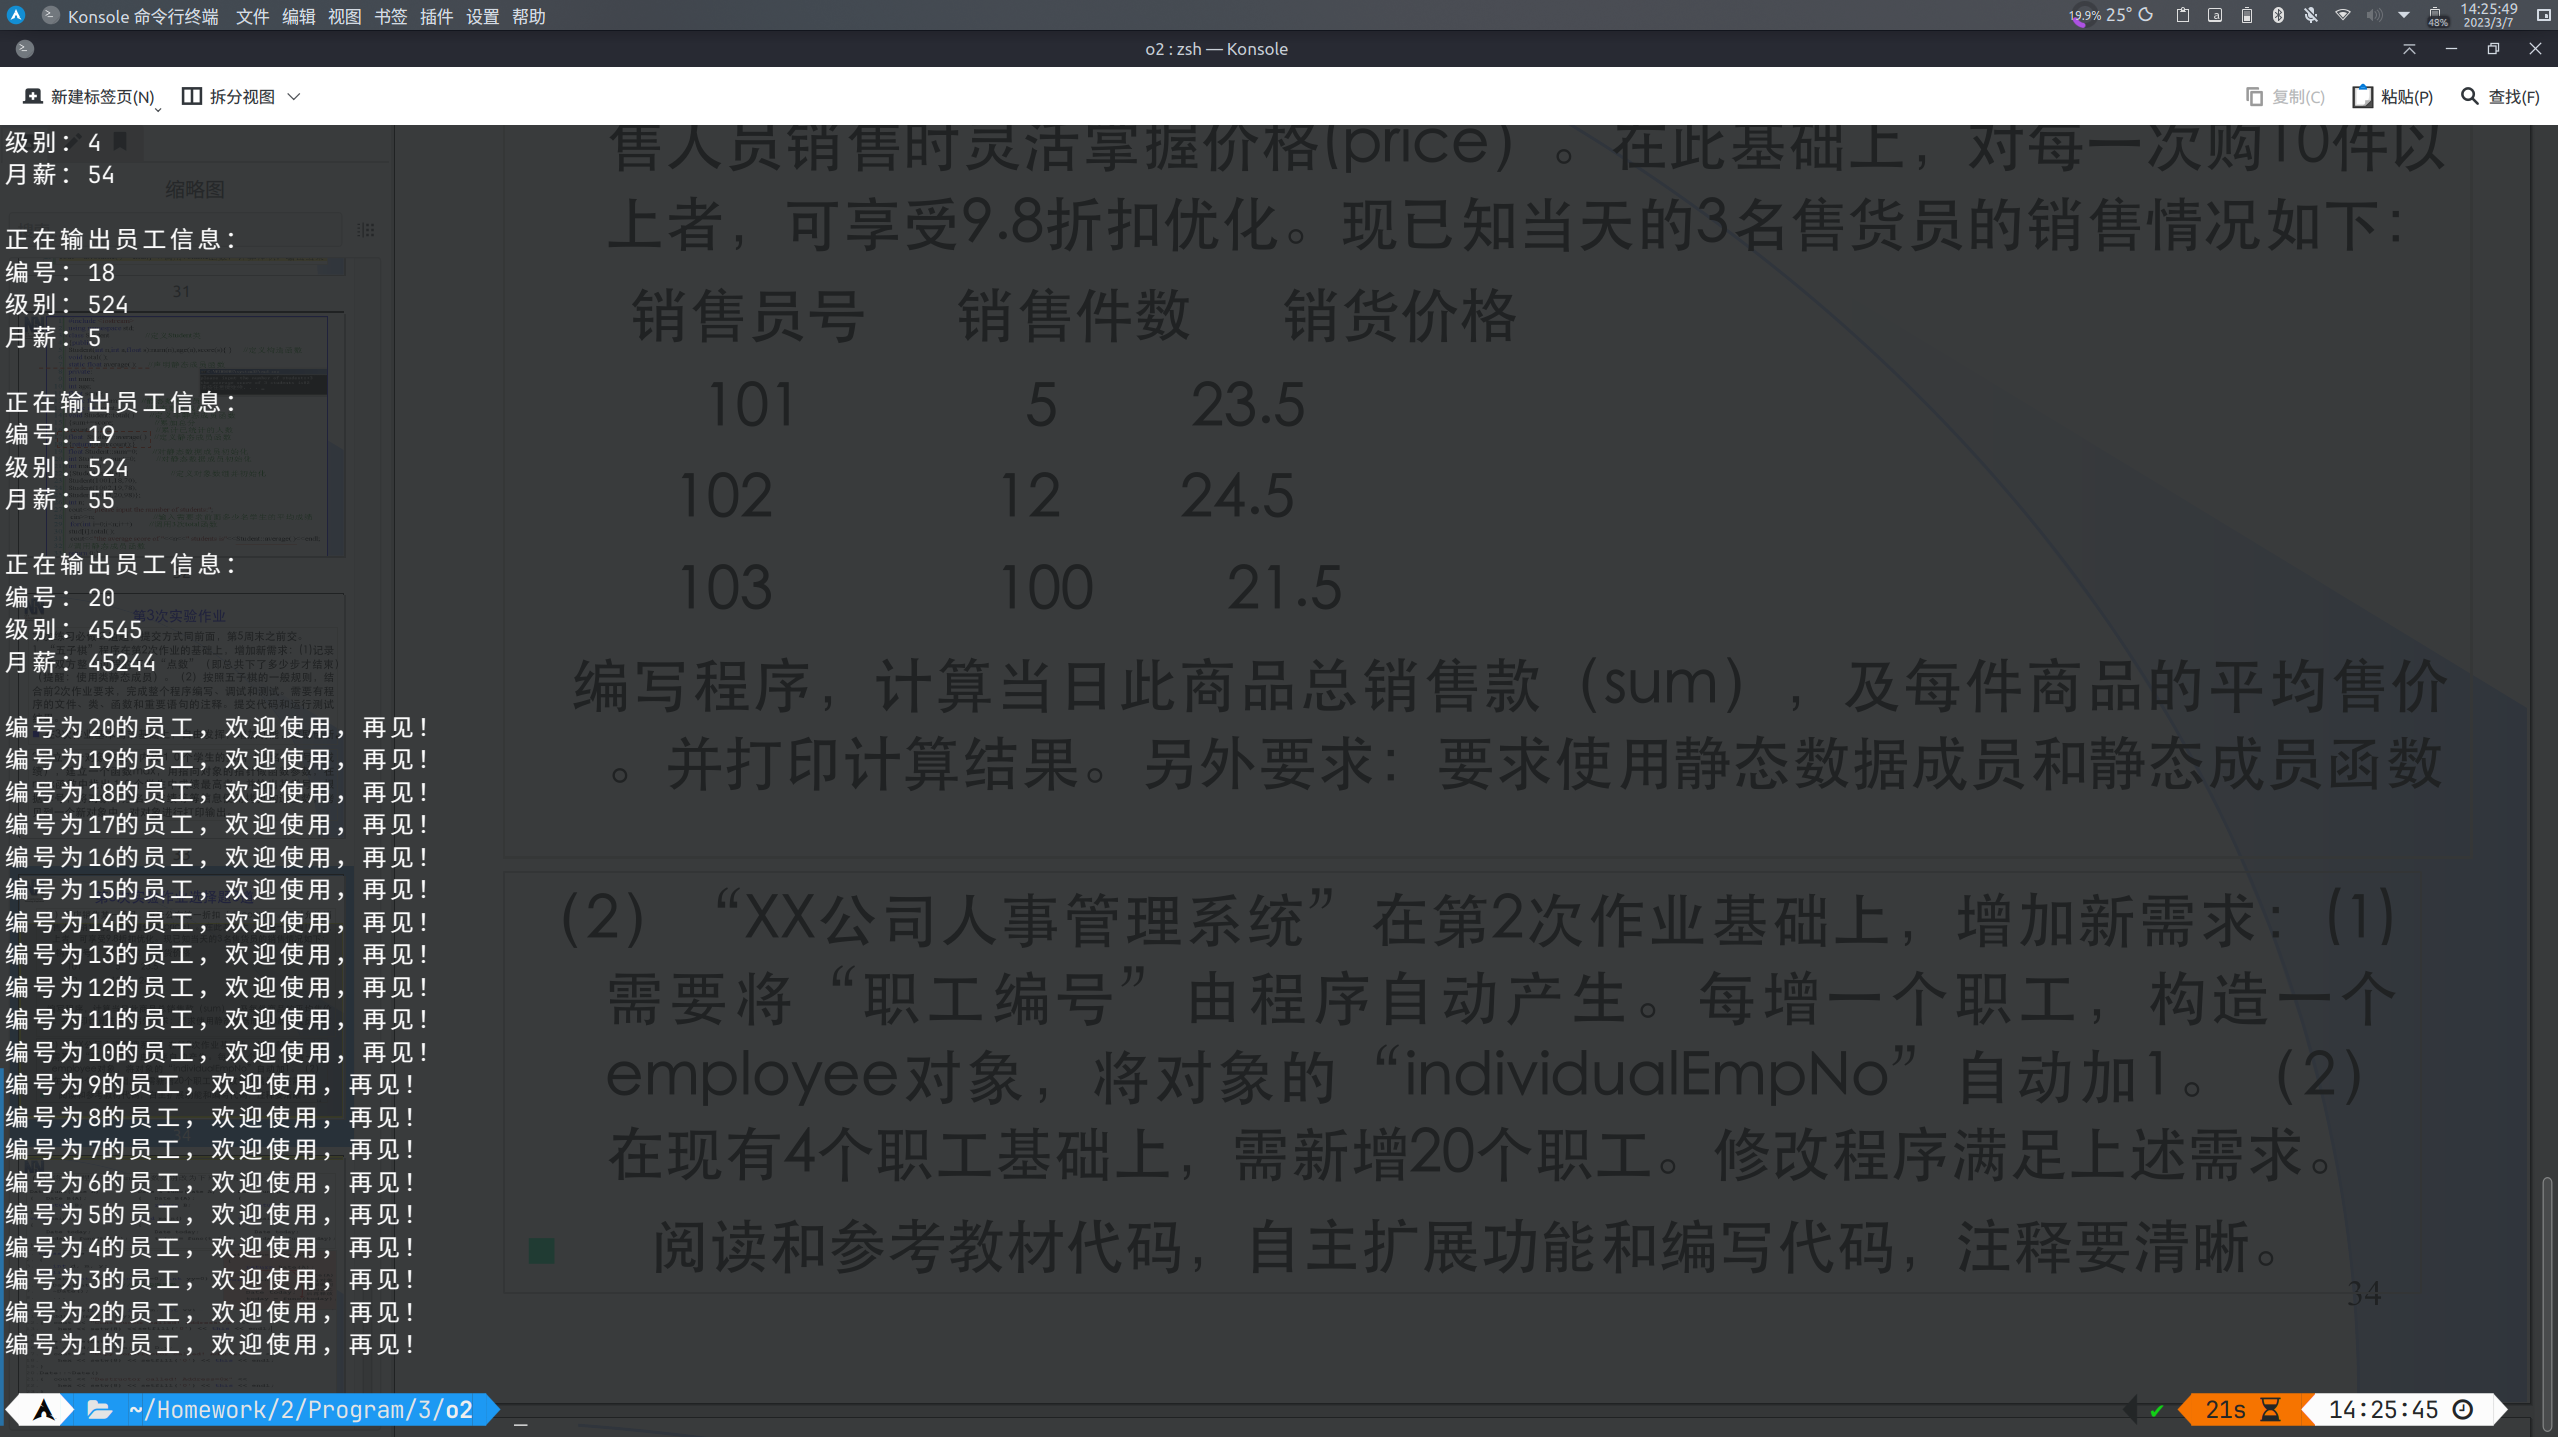 Konsole 命令行终端 文件 编辑 视图 书签 插件 设置 帮助
19.9% 25° 48% 14:25:49
2023/3/7
o2 : zsh — Konsole
新建标签页(N) 拆分视图 复制(C) 粘贴(P) 查找(F)
级别：4
月薪：54
正在输出员工信息：
编号：18
级别：524
月薪：5
正在输出员工信息：
编号：19
级别：524
月薪：55
正在输出员工信息：
编号：20
级别：4545
月薪：45244
编号为20的员工，欢迎使用，再见！
编号为19的员工，欢迎使用，再见！
编号为18的员工，欢迎使用，再见！
编号为17的员工，欢迎使用，再见！
编号为16的员工，欢迎使用，再见！
编号为15的员工，欢迎使用，再见！
编号为14的员工，欢迎使用，再见！
编号为13的员工，欢迎使用，再见！
编号为12的员工，欢迎使用，再见！
编号为11的员工，欢迎使用，再见！
编号为10的员工，欢迎使用，再见！
编号为9的员工，欢迎使用，再见！
编号为8的员工，欢迎使用，再见！
编号为7的员工，欢迎使用，再见！
编号为6的员工，欢迎使用，再见！
编号为5的员工，欢迎使用，再见！
编号为4的员工，欢迎使用，再见！
编号为3的员工，欢迎使用，再见！
编号为2的员工，欢迎使用，再见！
编号为1的员工，欢迎使用，再见！
~/Homework/2/Program/3/o2
✔ 21s 14:25:45
缩略图
31
第3次实验作业
售人员销售时灵活掌握价格(price) 。在此基础上，对每一次购10件以
上者，可享受9.8折扣优化。现已知当天的3名售货员的销售情况如下：
销售员号 销售件数 销货价格
101 5 23.5
102 12 24.5
103 100 21.5
编写程序，计算当日此商品总销售款（sum），及每件商品的平均售价
。并打印计算结果。另外要求：要求使用静态数据成员和静态成员函数
（2） “XX公司人事管理系统”在第2次作业基础上，增加新需求：（1）
需要将“职工编号”由程序自动产生。每增一个职工，构造一个
employee对象，将对象的“individualEmpNo”自动加1。（2）
在现有4个职工基础上，需新增20个职工。修改程序满足上述需求。
阅读和参考教材代码，自主扩展功能和编写代码，注释要清晰。
34